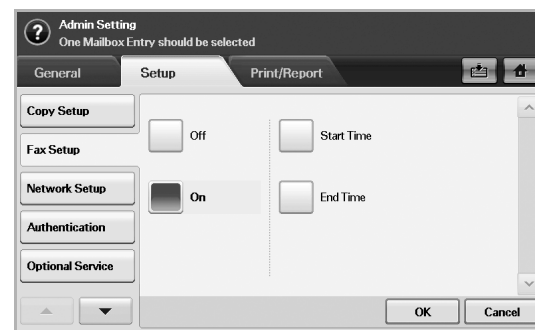 ?
Admin Setting
One Mailbox Entry should be selected
General
Setup
Print/Report
Copy Setup
Fax Setup
Network Setup
Authentication
Optional Service
Off
On
Start Time
End Time
OK
Cancel